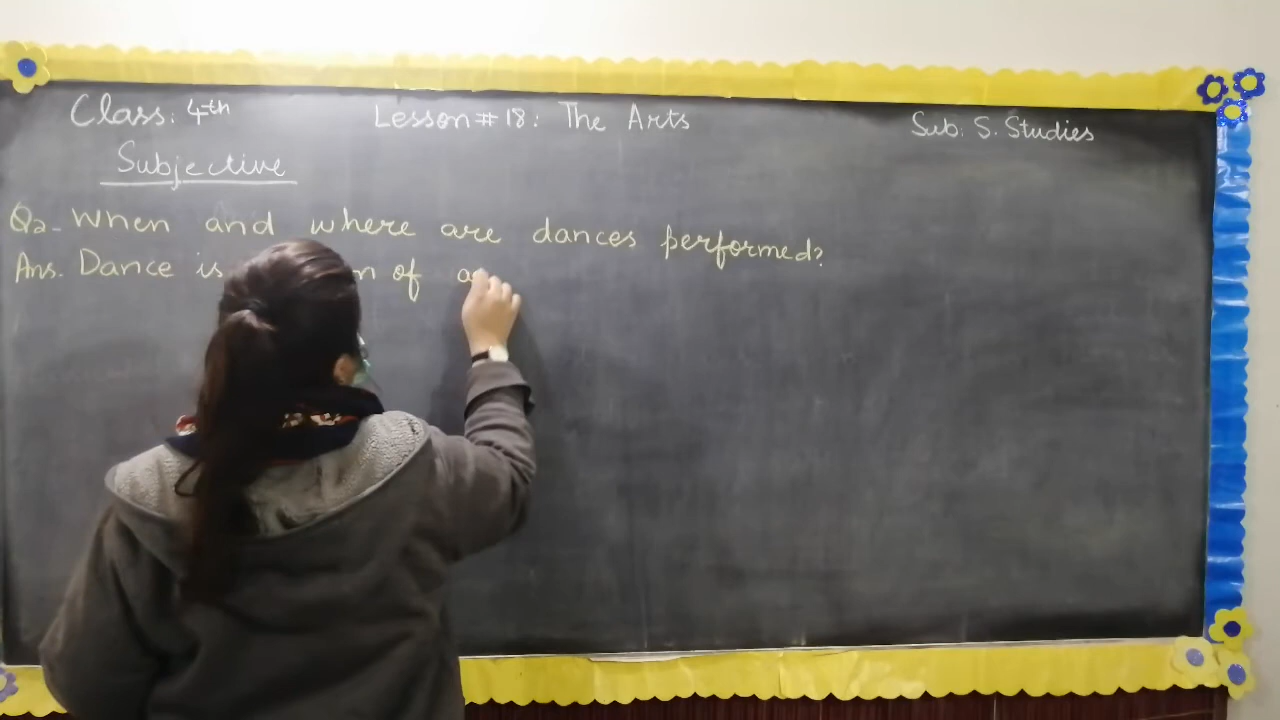 Class: 4th
Lesson # 18: The Arts
Sub: S. Studies
Subjective
Q2- When and where are dances performed?
Ans. Dance is of